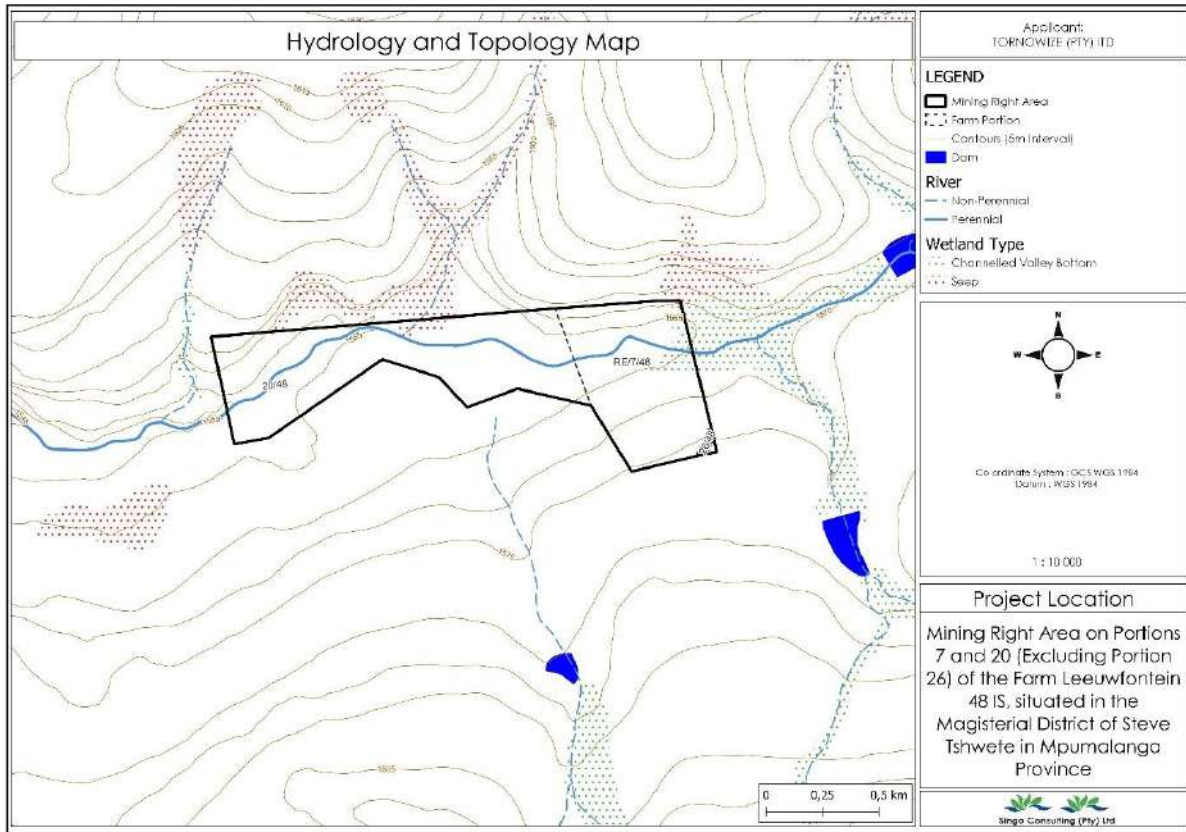 Hydrology and Topology Map
Applicant:
TORNOWIZE (PTY) ITD
LEGEND
Mining Right Area
Farm Portion
Contours (5m Interval)
Dam
River
Non-Perennial
Perennial
Wetland Type
Channelled Valley Bottom
Seep
N
W
E
S
Co ordinate System : GCS WGS 1984
Datum : WGS 1984
1 : 10 000
Project Location
Mining Right Area on Portions
7 and 20 (Excluding Portion
26) of the Farm Leeuwfontein
48 IS, situated in the
Magisterial District of Steve
Tshwete in Mpumalanga
Province
Singo Consulting (Pty) Ltd
0 0,25 0,5 km
20/48
RE/7/48
1575
1605
1570